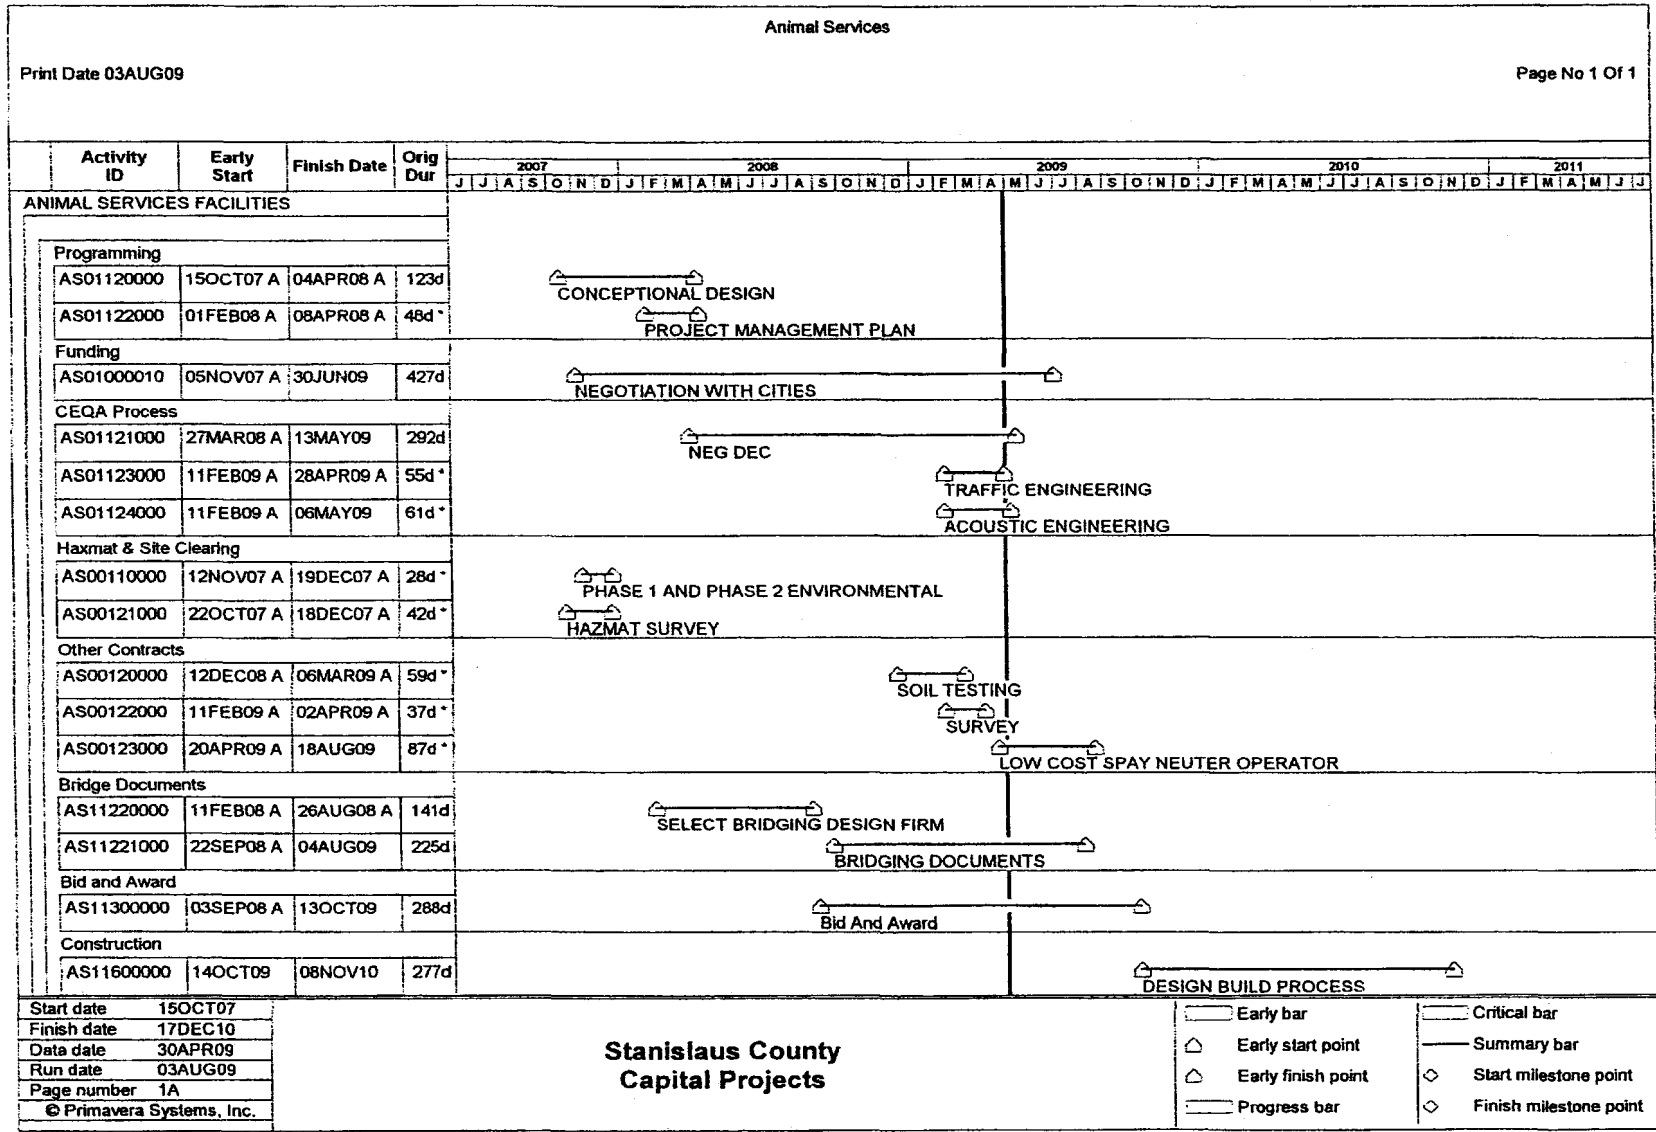 Animal Services
Print Date 03AUG09 Page No 1 Of 1
Activity ID Early Start Finish Date Orig Dur 2007 2008 2009 2010 2011
J J A S O N D J F M A M J J A S O N D J F M A M J J A S O N D J F M A M J J A S O N D J F M A M J J
ANIMAL SERVICES FACILITIES
Programming
AS01120000 15OCT07 A 04APR08 A 123d
CONCEPTIONAL DESIGN
AS01122000 01FEB08 A 08APR08 A 48d *
PROJECT MANAGEMENT PLAN
Funding
AS01000010 05NOV07 A 30JUN09 427d
NEGOTIATION WITH CITIES
CEQA Process
AS01121000 27MAR08 A 13MAY09 292d
NEG DEC
AS01123000 11FEB09 A 28APR09 A 55d *
TRAFFIC ENGINEERING
AS01124000 11FEB09 A 06MAY09 61d *
ACOUSTIC ENGINEERING
Haxmat & Site Clearing
AS00110000 12NOV07 A 19DEC07 A 28d *
PHASE 1 AND PHASE 2 ENVIRONMENTAL
AS00121000 22OCT07 A 18DEC07 A 42d *
HAZMAT SURVEY
Other Contracts
AS00120000 12DEC08 A 06MAR09 A 59d *
SOIL TESTING
AS00122000 11FEB09 A 02APR09 A 37d *
SURVEY
AS00123000 20APR09 A 18AUG09 87d *
LOW COST SPAY NEUTER OPERATOR
Bridge Documents
AS11220000 11FEB08 A 26AUG08 A 141d
SELECT BRIDGING DESIGN FIRM
AS11221000 22SEP08 A 04AUG09 225d
BRIDGING DOCUMENTS
Bid and Award
AS11300000 03SEP08 A 13OCT09 288d
Bid And Award
Construction
AS11600000 14OCT09 08NOV10 277d
DESIGN BUILD PROCESS
Start date 15OCT07
Finish date 17DEC10
Data date 30APR09
Run date 03AUG09
Page number 1A
© Primavera Systems, Inc.
Stanislaus County
Capital Projects
Early bar
Early start point
Early finish point
Progress bar
Critical bar
Summary bar
Start milestone point
Finish milestone point